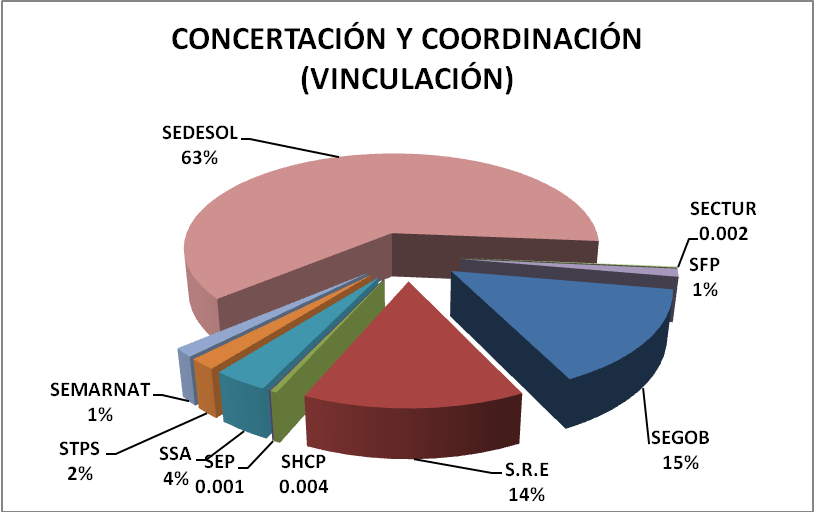 CONCERTACIÓN Y COORDINACIÓN
(VINCULACIÓN)
SEDESOL
63%
SECTUR
0.002
SFP
1%
SEGOB
15%
S.R.E
14%
SHCP
0.004
SEP
0.001
SSA
4%
STPS
2%
SEMARNAT
1%